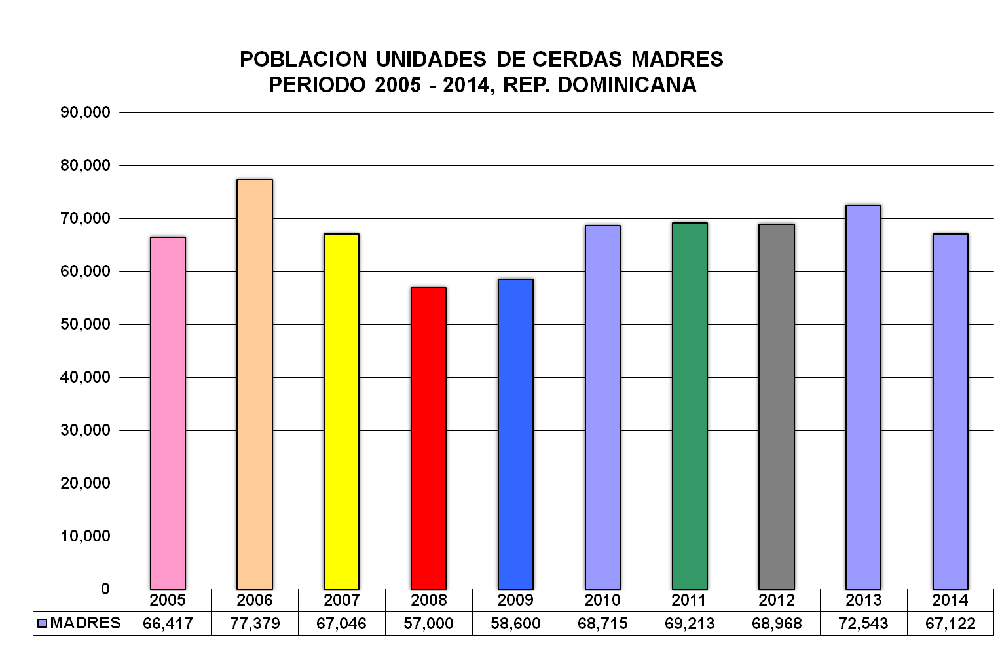 POBLACION UNIDADES DE CERDAS MADRES
PERIODO 2005 - 2014, REP. DOMINICANA
90,000
80,000
70,000
60,000
50,000
40,000
30,000
20,000
10,000
0
2005 2006 2007 2008 2009 2010 2011 2012 2013 2014
MADRES 66,417 77,379 67,046 57,000 58,600 68,715 69,213 68,968 72,543 67,122